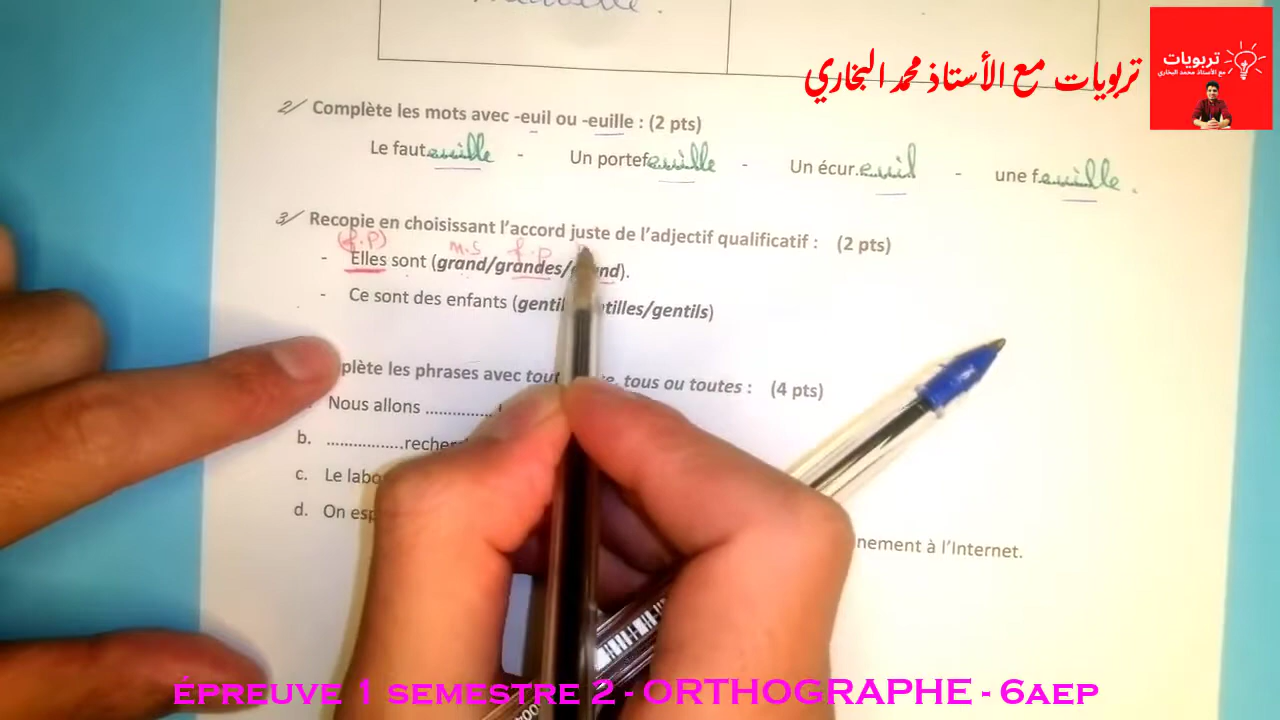 تربويات مع الأستاذ محمد البخاري
تربويات
مع الأستاذ محمد البخاري
2/ Complète les mots avec -euil ou -euille : (2 pts)
Le fauteuille - Un portefeuille - Un écur.euil - une feuille.
3/ Recopie en choisissant l'accord juste de l'adjectif qualificatif : (2 pts)
(f.p) m.s f.p
- Elles sont (grand/grandes/
- Ce sont des enfants (gentil tilles/gentils)
plète les phrases avec tout tous ou toutes : (4 pts)
Nous allons ...............
b. .................recher
c. Le labo
d. On esp nement à l'Internet.
ÉPREUVE 1 SEMESTRE 2 - ORTHOGRAPHE - 6AEP